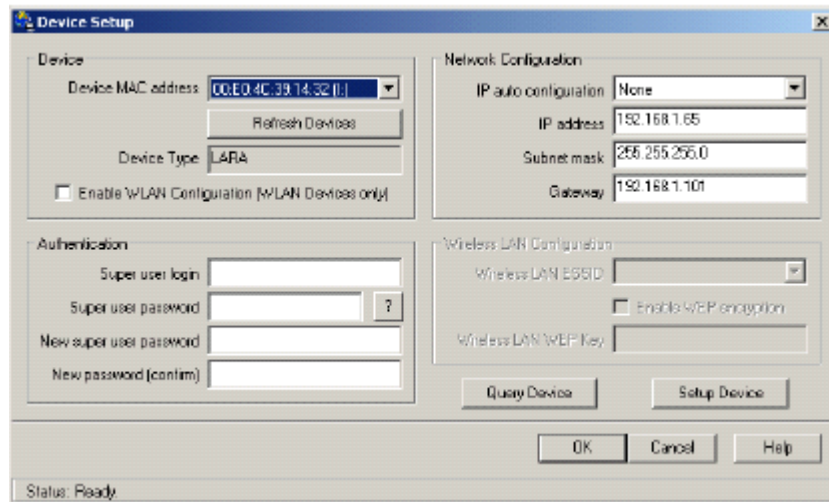 Device Setup
Device
Device MAC address 00:E0:4C:39:14:32 (I:)
Refresh Devices
Device Type LARA
Enable WLAN Configuration (WLAN Devices only)
Authentication
Super user login
Super user password ?
New super user password
New password (confirm)
Network Configuration
IP auto configuration None
IP address 192.168.1.65
Subnet mask 255.255.255.0
Gateway 192.168.1.101
Wireless LAN Configuration
Wireless LAN ESSID
Enable WEP encryption
Wireless LAN WEP Key
Query Device Setup Device
OK Cancel Help
Status: Ready.